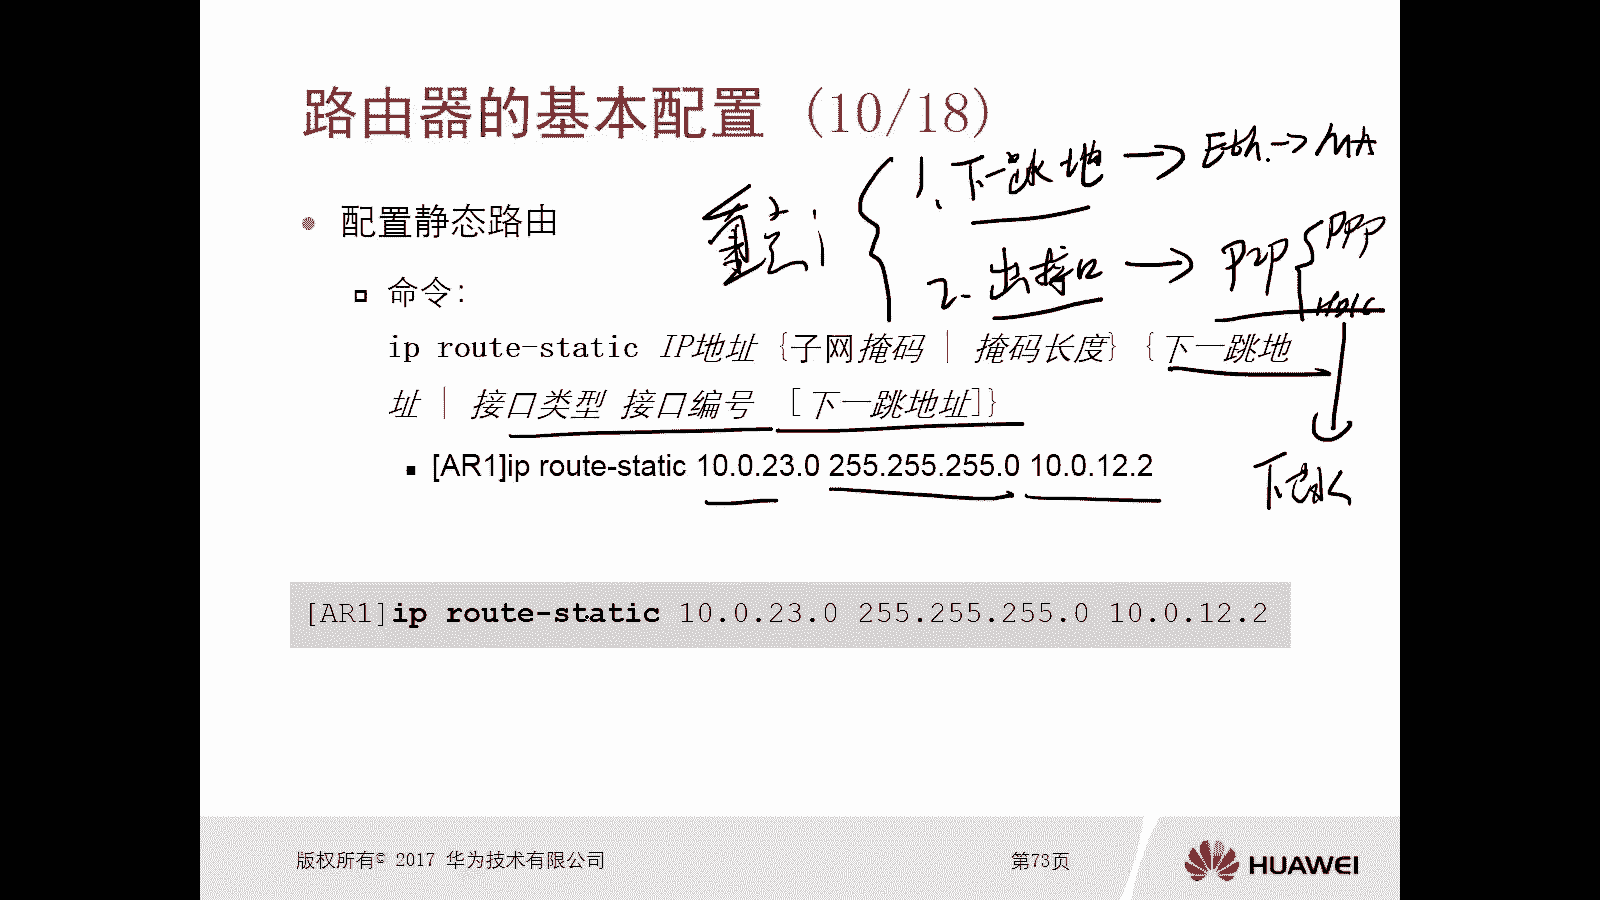 路由器的基本配置 (10/18)
重点:
1. 下一跳地 → Eth. → MA
2. 出接口 → P2P { PPP
HDLC
配置静态路由
命令:
ip route-static IP地址 {子网掩码 | 掩码长度} {下一跳地
址 | 接口类型 接口编号 [下一跳地址]}
[AR1]ip route-static 10.0.23.0 255.255.255.0 10.0.12.2
[AR1]ip route-static 10.0.23.0 255.255.255.0 10.0.12.2
版权所有© 2017 华为技术有限公司
第73页
HUAWEI